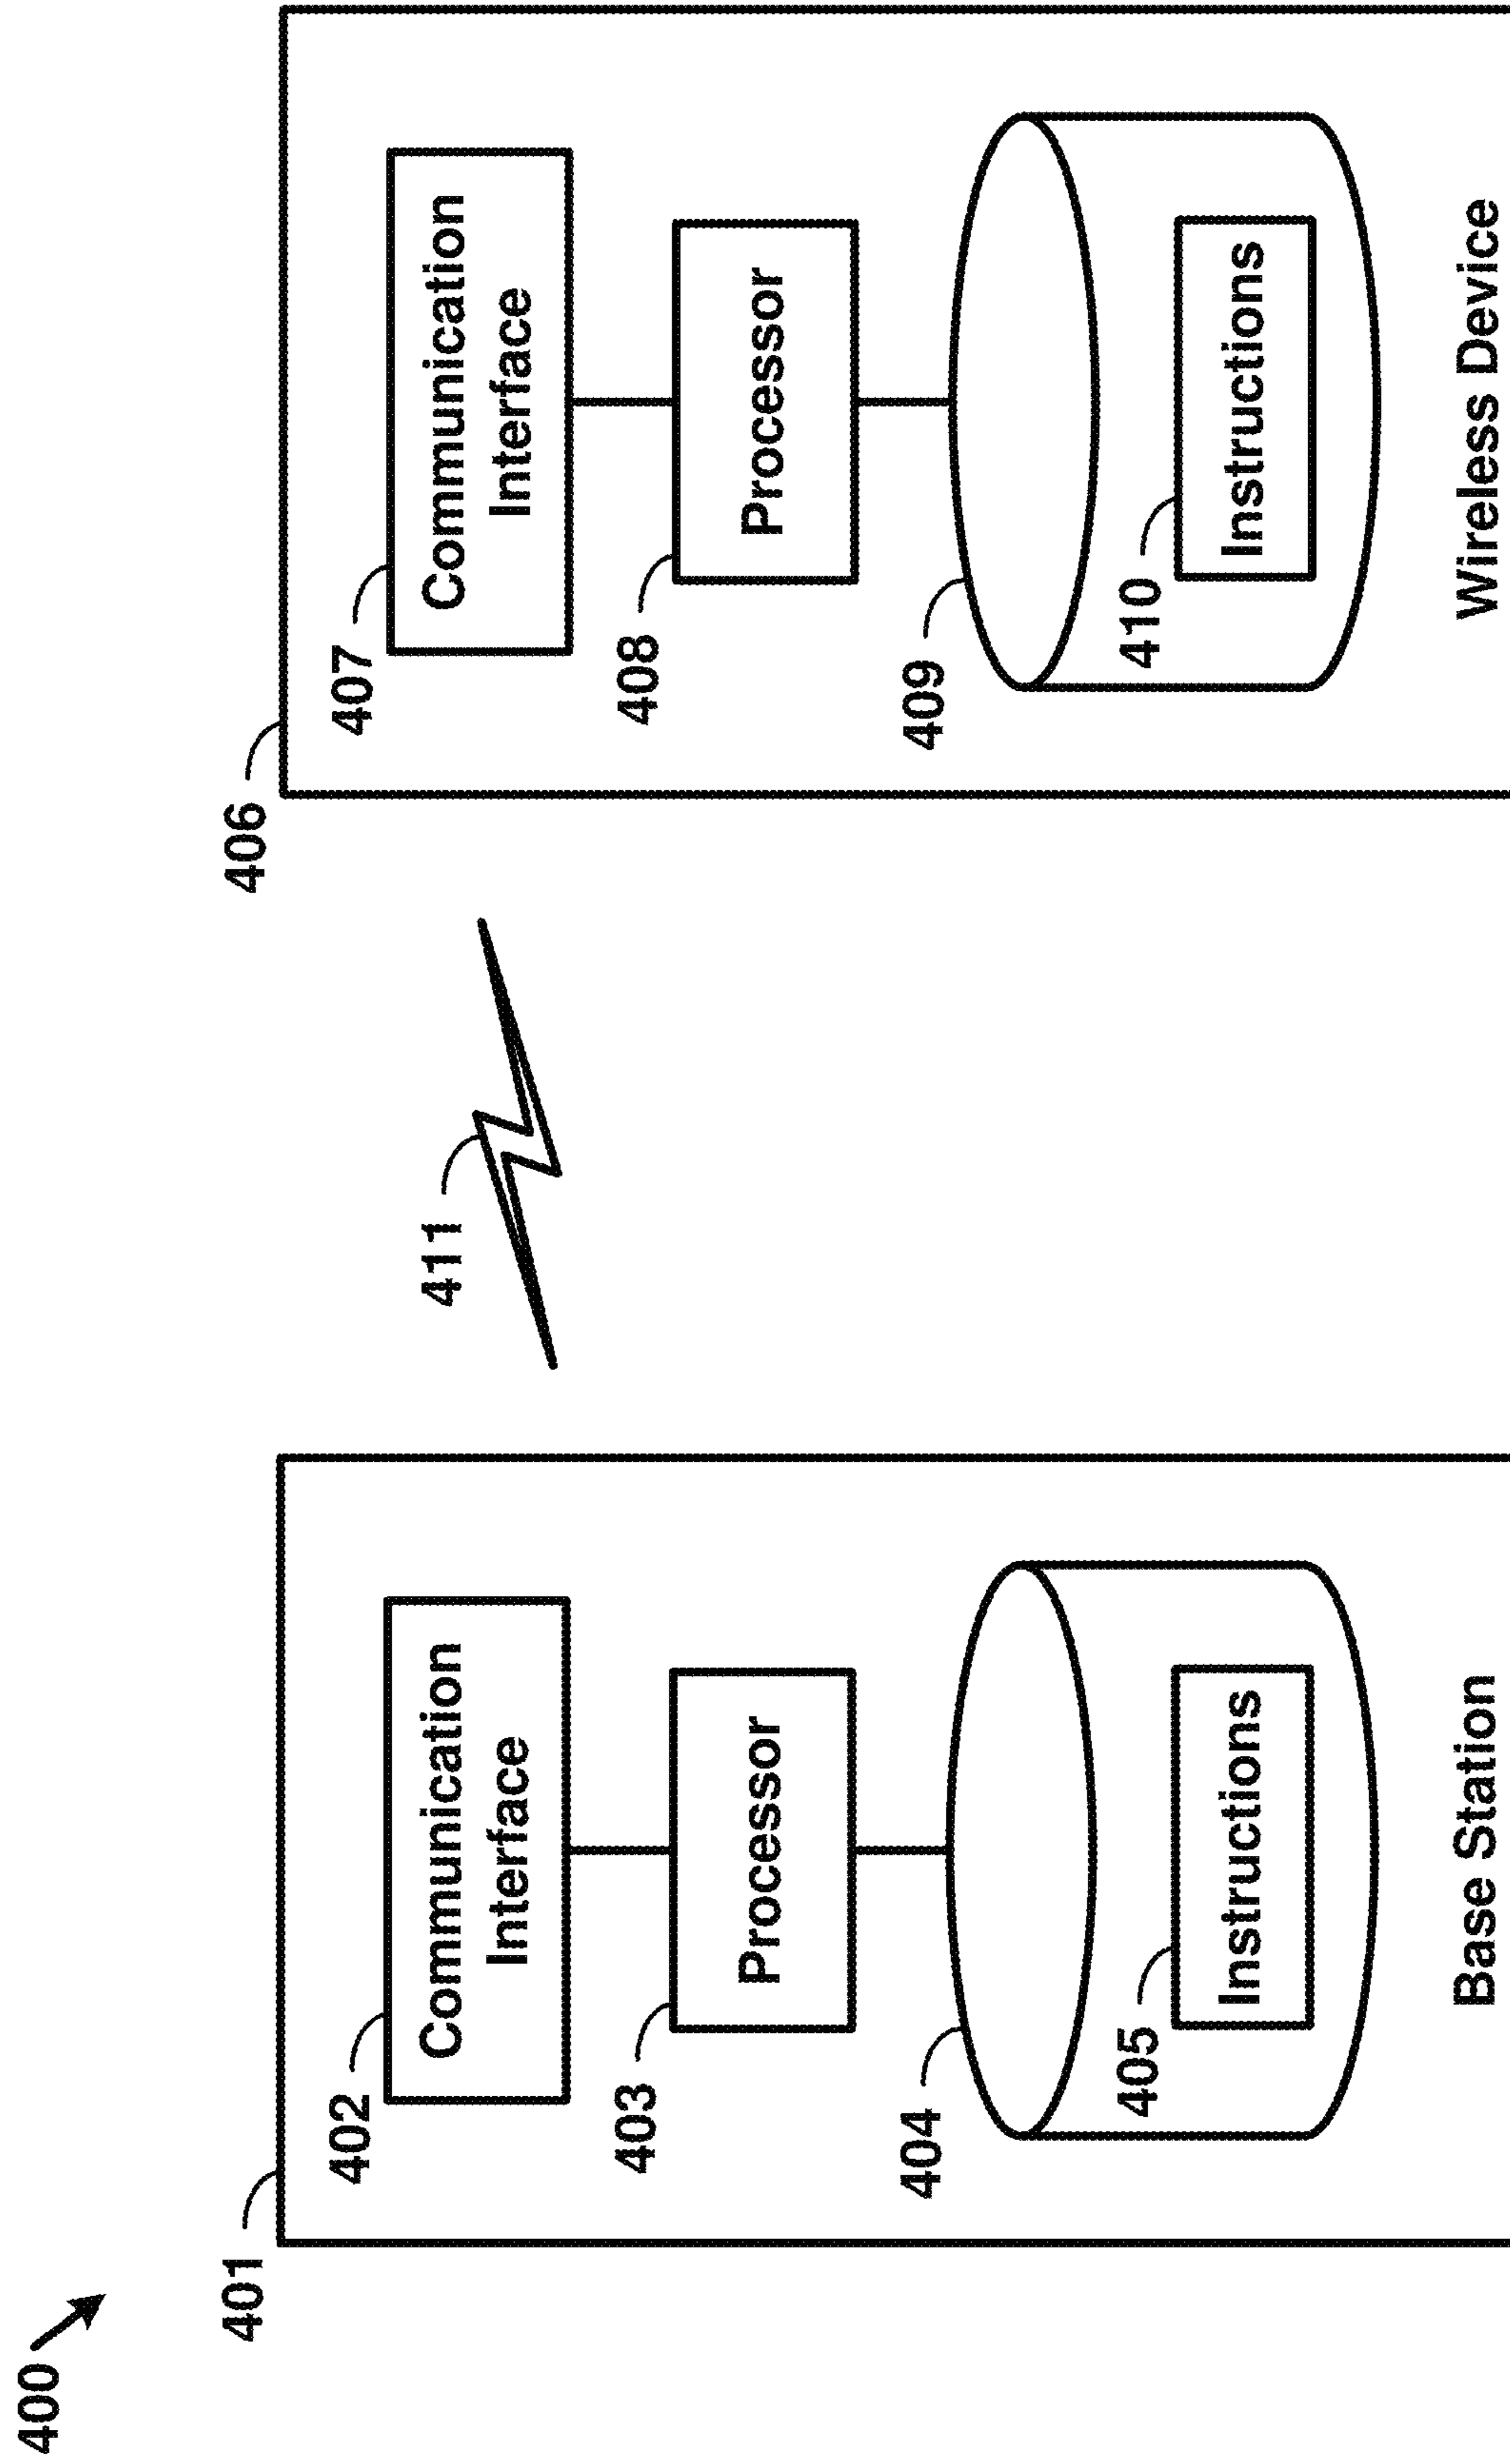 400
401
402
Communication
Interface
403
Processor
404
405
Instructions
Base Station
411
406
407
Communication
Interface
408
Processor
409
410
Instructions
Wireless Device